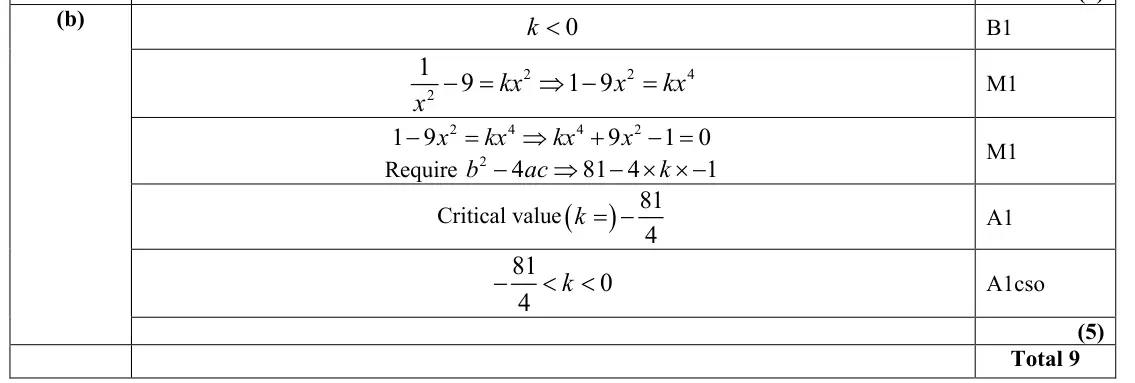 (b)
k < 0 B1
1/x² − 9 = kx² ⇒ 1 − 9x² = kx⁴ M1
1 − 9x² = kx⁴ ⇒ kx⁴ + 9x² − 1 = 0
Require b² − 4ac ⇒ 81 − 4 × k × −1 M1
Critical value (k =) − 81/4 A1
− 81/4 < k < 0 A1cso
(5)
Total 9